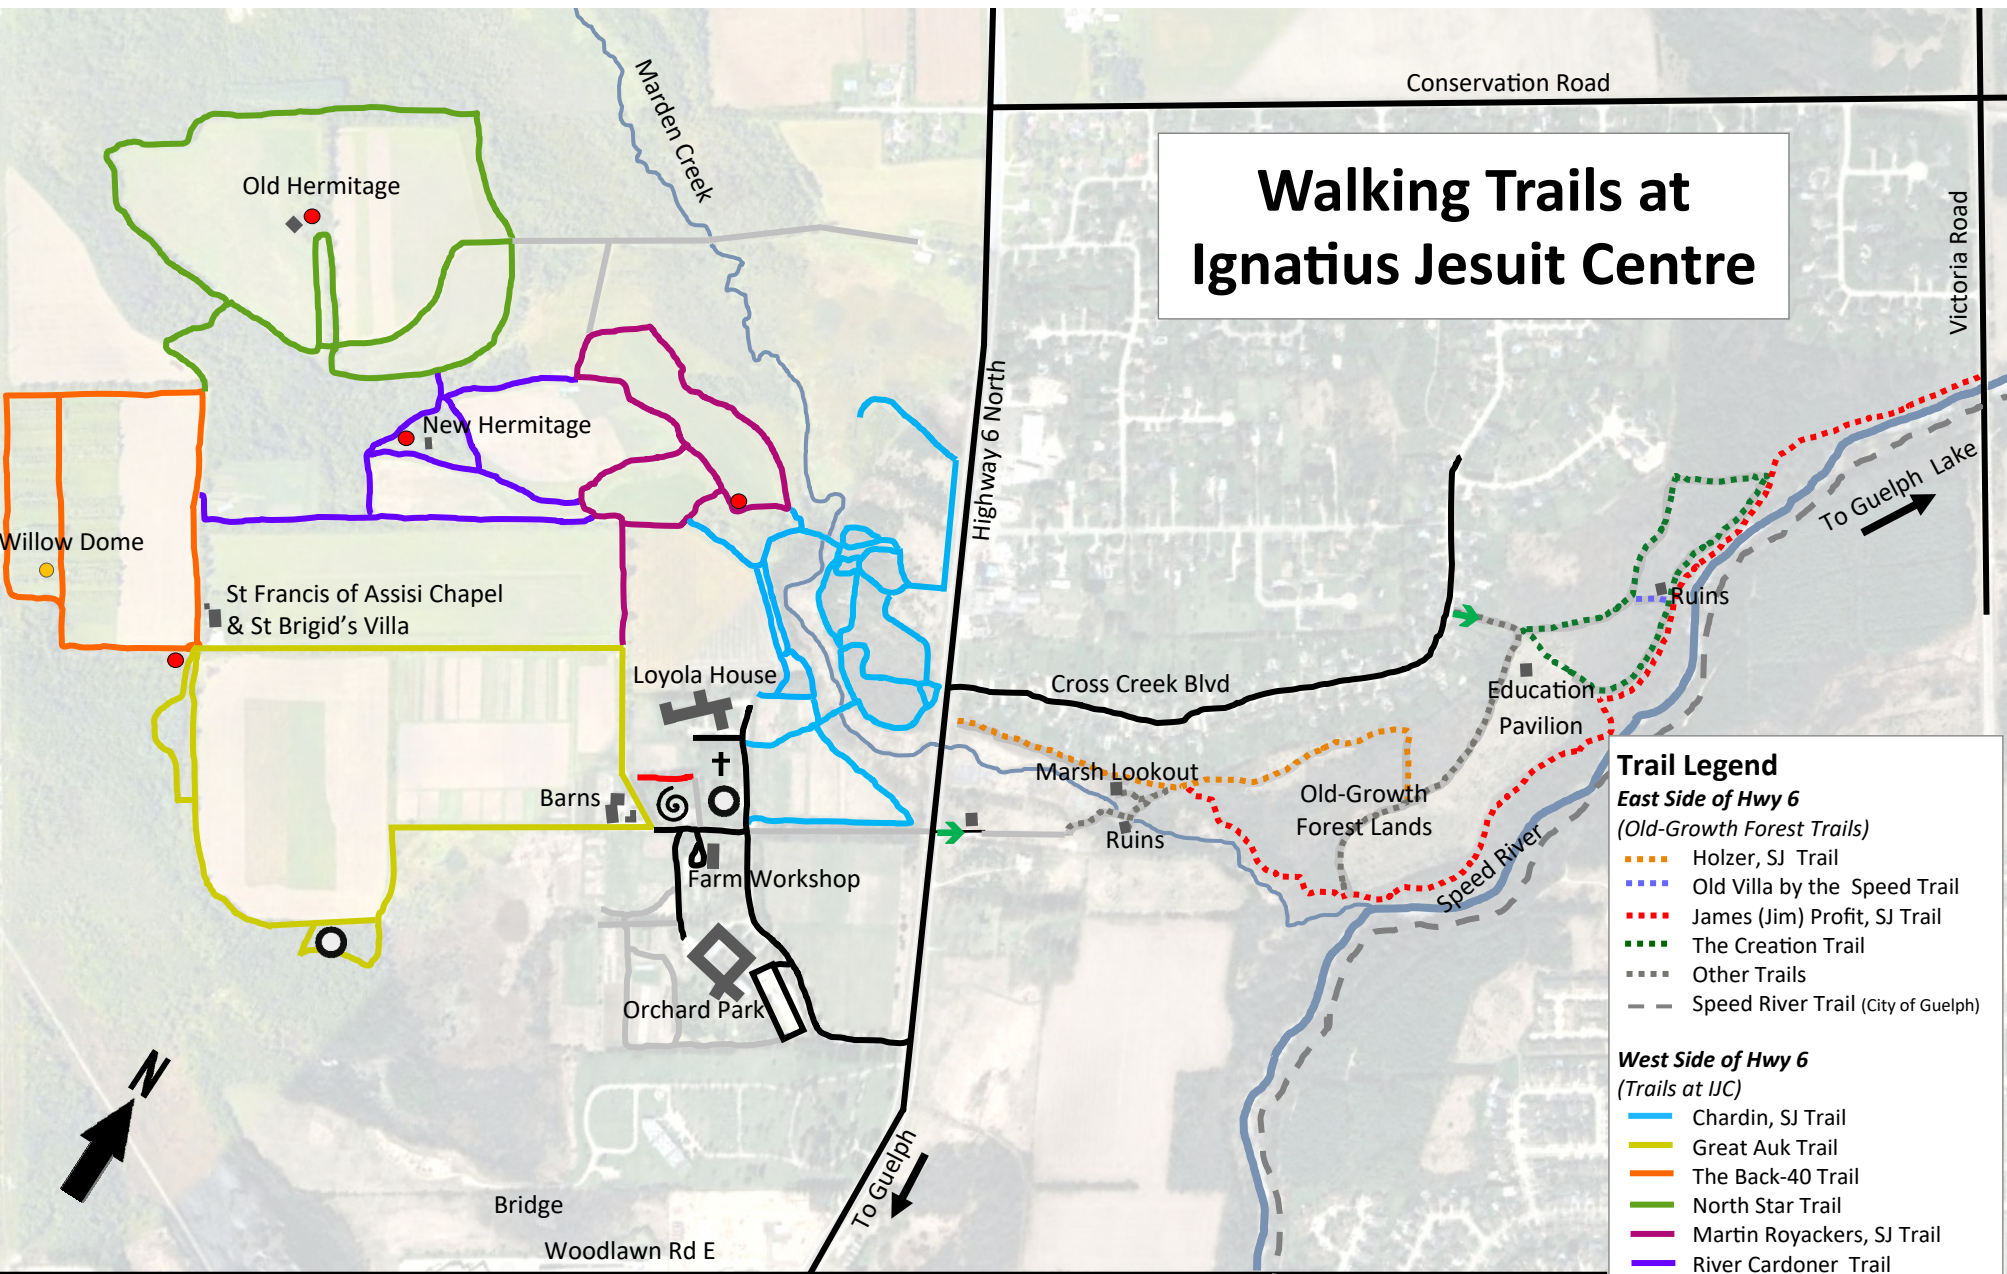 Conservation Road
Walking Trails at
Ignatius Jesuit Centre
Marden Creek
Old Hermitage
Victoria Road
Highway 6 North
New Hermitage
To Guelph Lake
Willow Dome
St Francis of Assisi Chapel
& St Brigid's Villa
Ruins
Loyola House
Cross Creek Blvd
Education
Pavilion
Marsh Lookout
Barns
Old-Growth
Forest Lands
Ruins
Speed River
Farm Workshop
Orchard Park
N
To Guelph
Bridge
Woodlawn Rd E
Trail Legend
East Side of Hwy 6
(Old-Growth Forest Trails)
Holzer, SJ Trail
Old Villa by the Speed Trail
James (Jim) Profit, SJ Trail
The Creation Trail
Other Trails
Speed River Trail (City of Guelph)
West Side of Hwy 6
(Trails at IJC)
Chardin, SJ Trail
Great Auk Trail
The Back-40 Trail
North Star Trail
Martin Royackers, SJ Trail
River Cardoner Trail